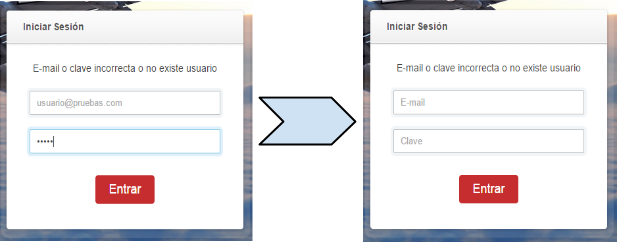 Iniciar Sesión
E-mail o clave incorrecta o no existe usuario
usuario@pruebas.com
•••••
Entrar
Iniciar Sesión
E-mail o clave incorrecta o no existe usuario
E-mail
Clave
Entrar